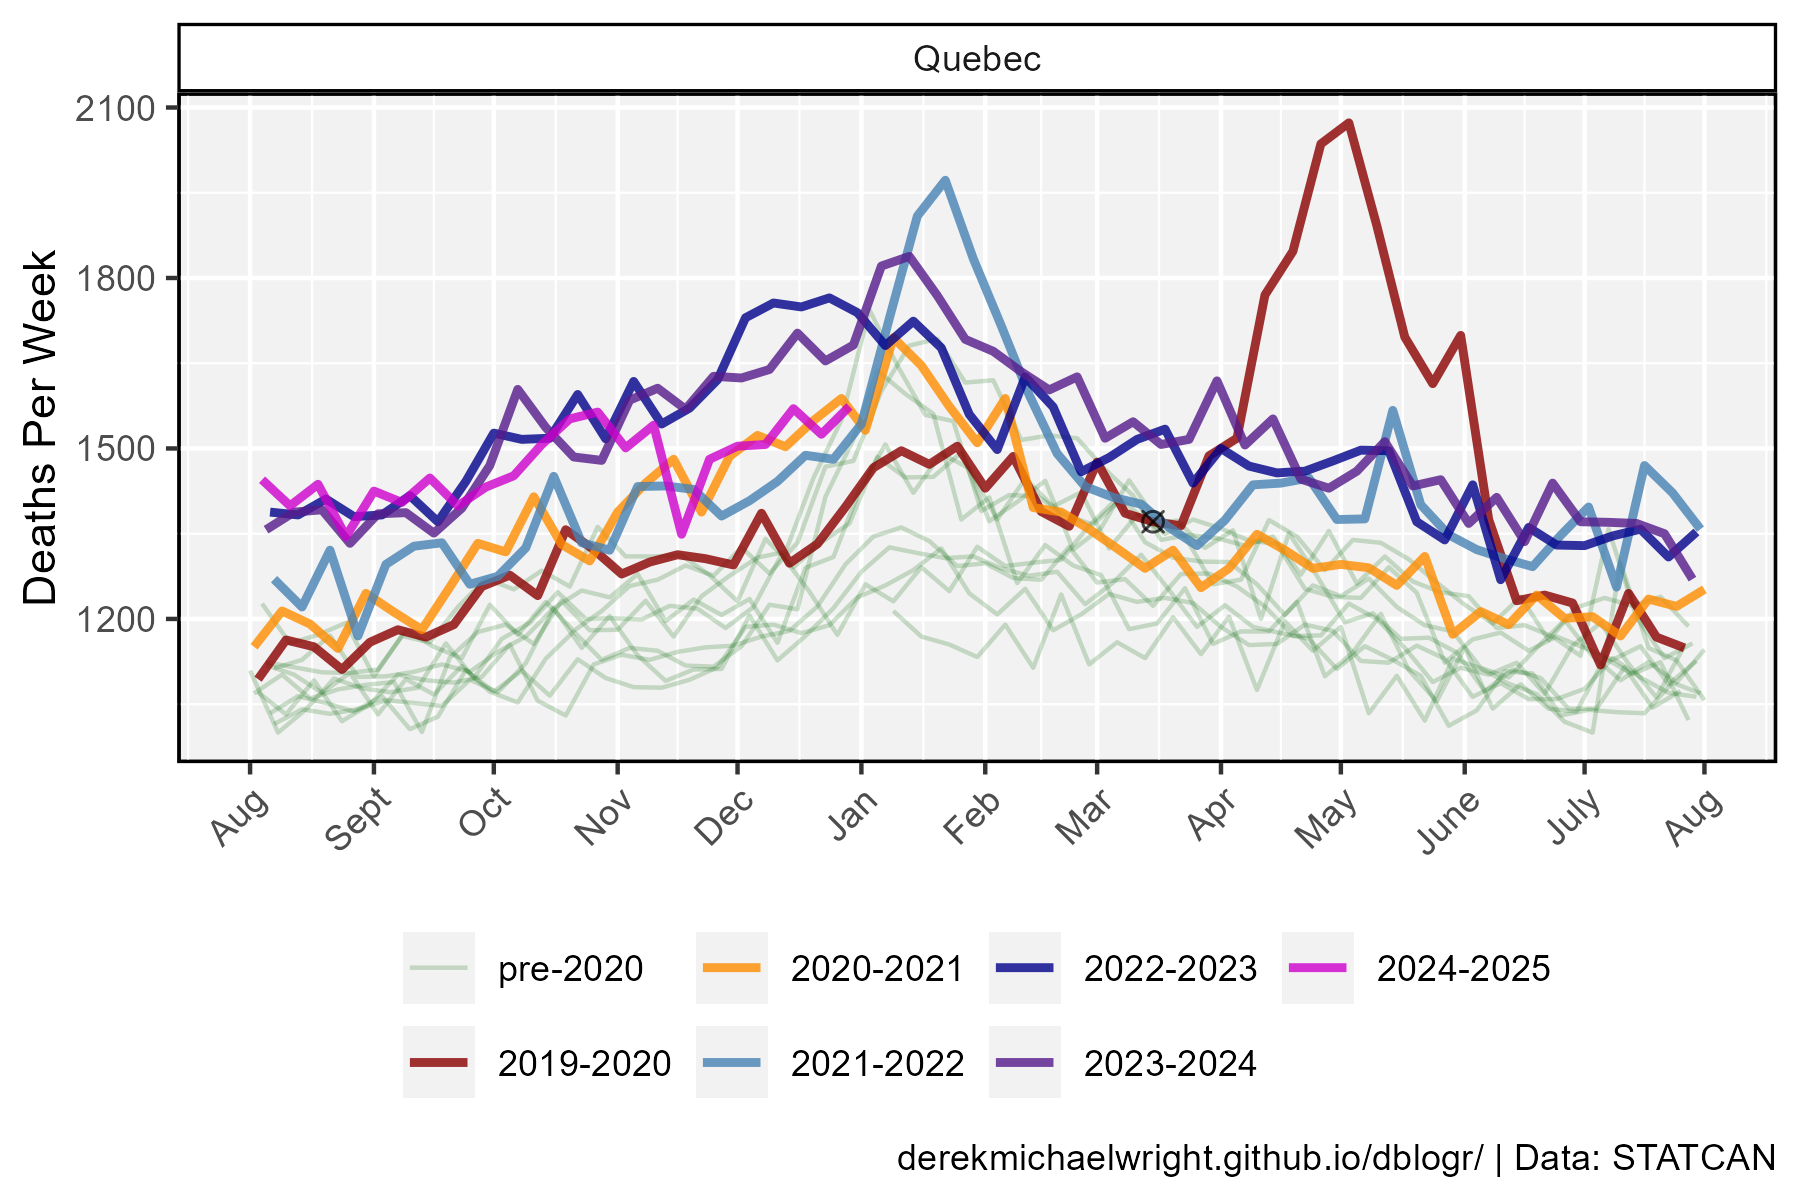 Quebec
Deaths Per Week
2100
1800
1500
1200
Aug Sept Oct Nov Dec Jan Feb Mar Apr May June July Aug
pre-2020 2020-2021 2022-2023 2024-2025
2019-2020 2021-2022 2023-2024
derekmichaelwright.github.io/dblogr/ | Data: STATCAN